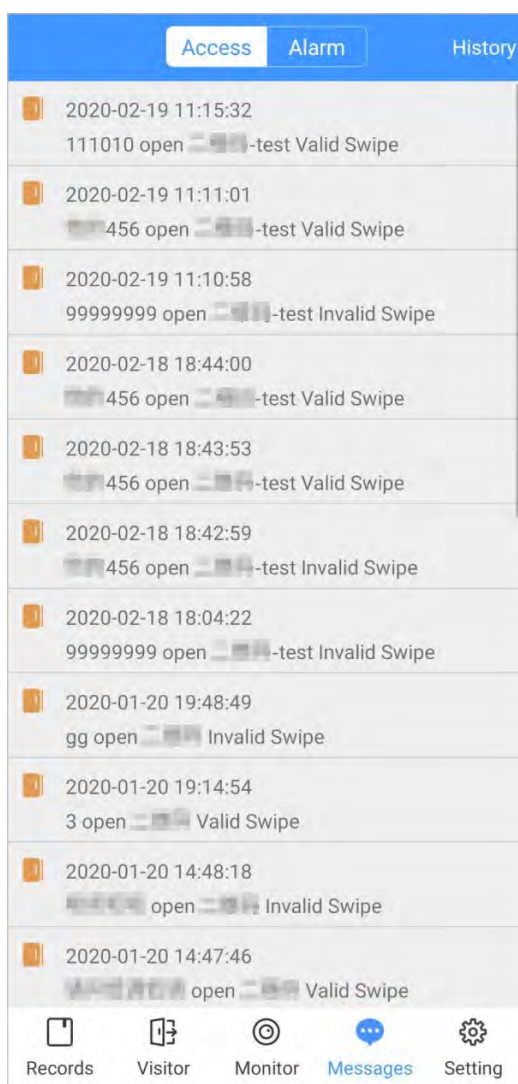 Access Alarm History
2020-02-19 11:15:32
111010 open -test Valid Swipe
2020-02-19 11:11:01
456 open -test Valid Swipe
2020-02-19 11:10:58
99999999 open -test Invalid Swipe
2020-02-18 18:44:00
456 open -test Valid Swipe
2020-02-18 18:43:53
456 open -test Valid Swipe
2020-02-18 18:42:59
456 open -test Invalid Swipe
2020-02-18 18:04:22
99999999 open -test Invalid Swipe
2020-01-20 19:48:49
gg open Invalid Swipe
2020-01-20 19:14:54
3 open Valid Swipe
2020-01-20 14:48:18
open Invalid Swipe
2020-01-20 14:47:46
open Valid Swipe
Records Visitor Monitor Messages Setting